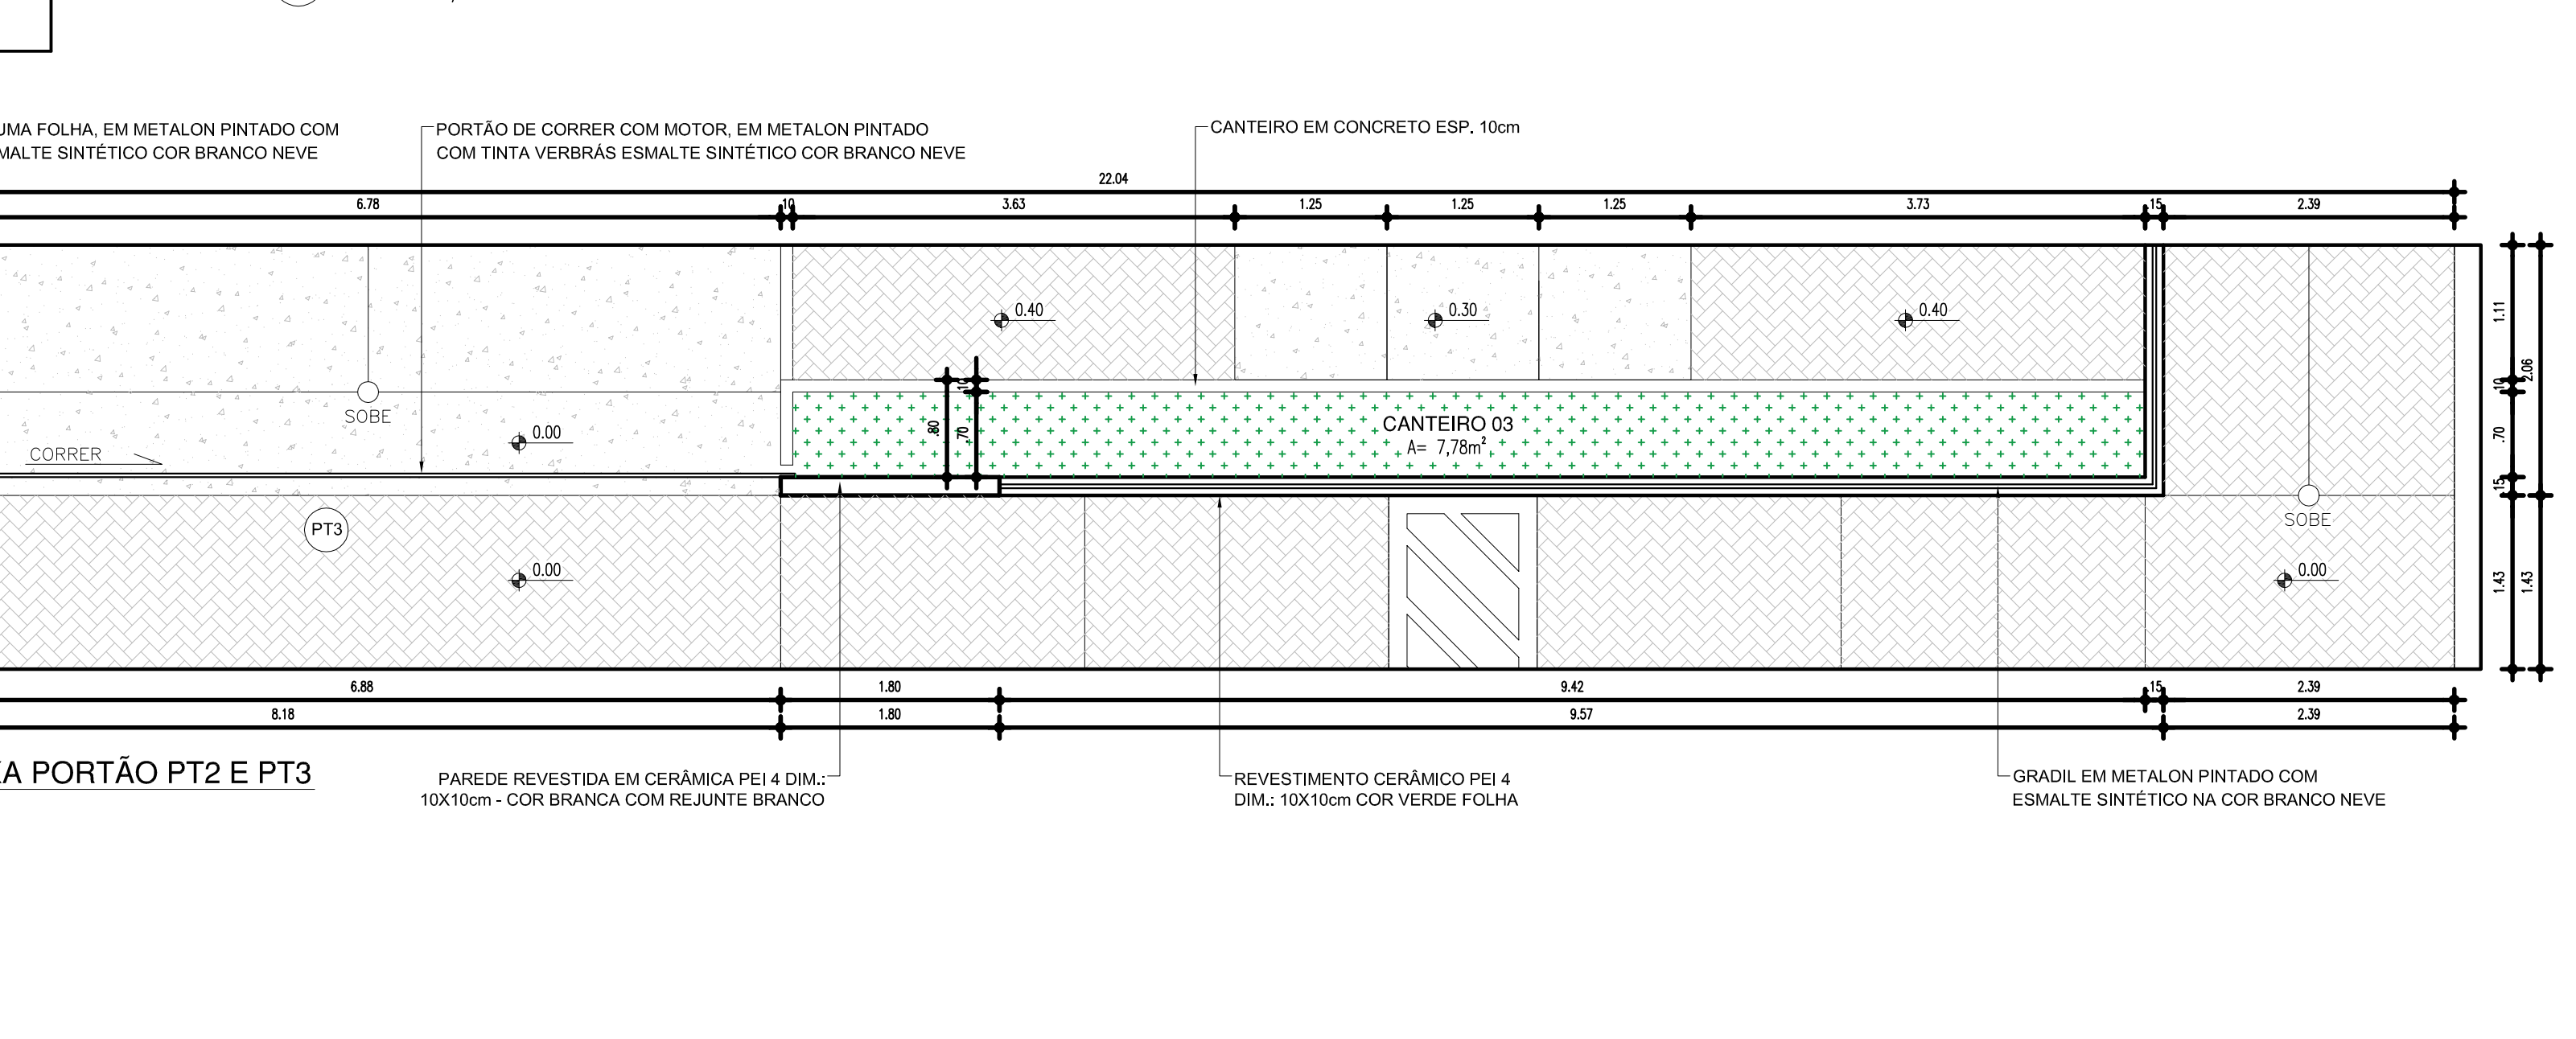 UMA FOLHA, EM METALON PINTADO COM
MALTE SINTÉTICO COR BRANCO NEVE
PORTÃO DE CORRER COM MOTOR, EM METALON PINTADO
COM TINTA VERBRÁS ESMALTE SINTÉTICO COR BRANCO NEVE
CANTEIRO EM CONCRETO ESP. 10cm
22.04
6.78
.10
3.63
1.25
1.25
1.25
3.73
.15
2.39
0.40
0.30
0.40
1.11
2.06
.10
.10
SOBE
.80
.70
CANTEIRO 03
A= 7,78m²
.70
0.00
CORRER
.15
SOBE
PT3
0.00
0.00
1.43
1.43
6.88
1.80
9.42
.15
2.39
8.18
1.80
9.57
2.39
XA PORTÃO PT2 E PT3
PAREDE REVESTIDA EM CERÂMICA PEI 4 DIM.:
10X10cm - COR BRANCA COM REJUNTE BRANCO
REVESTIMENTO CERÂMICO PEI 4
DIM.: 10X10cm COR VERDE FOLHA
GRADIL EM METALON PINTADO COM
ESMALTE SINTÉTICO NA COR BRANCO NEVE